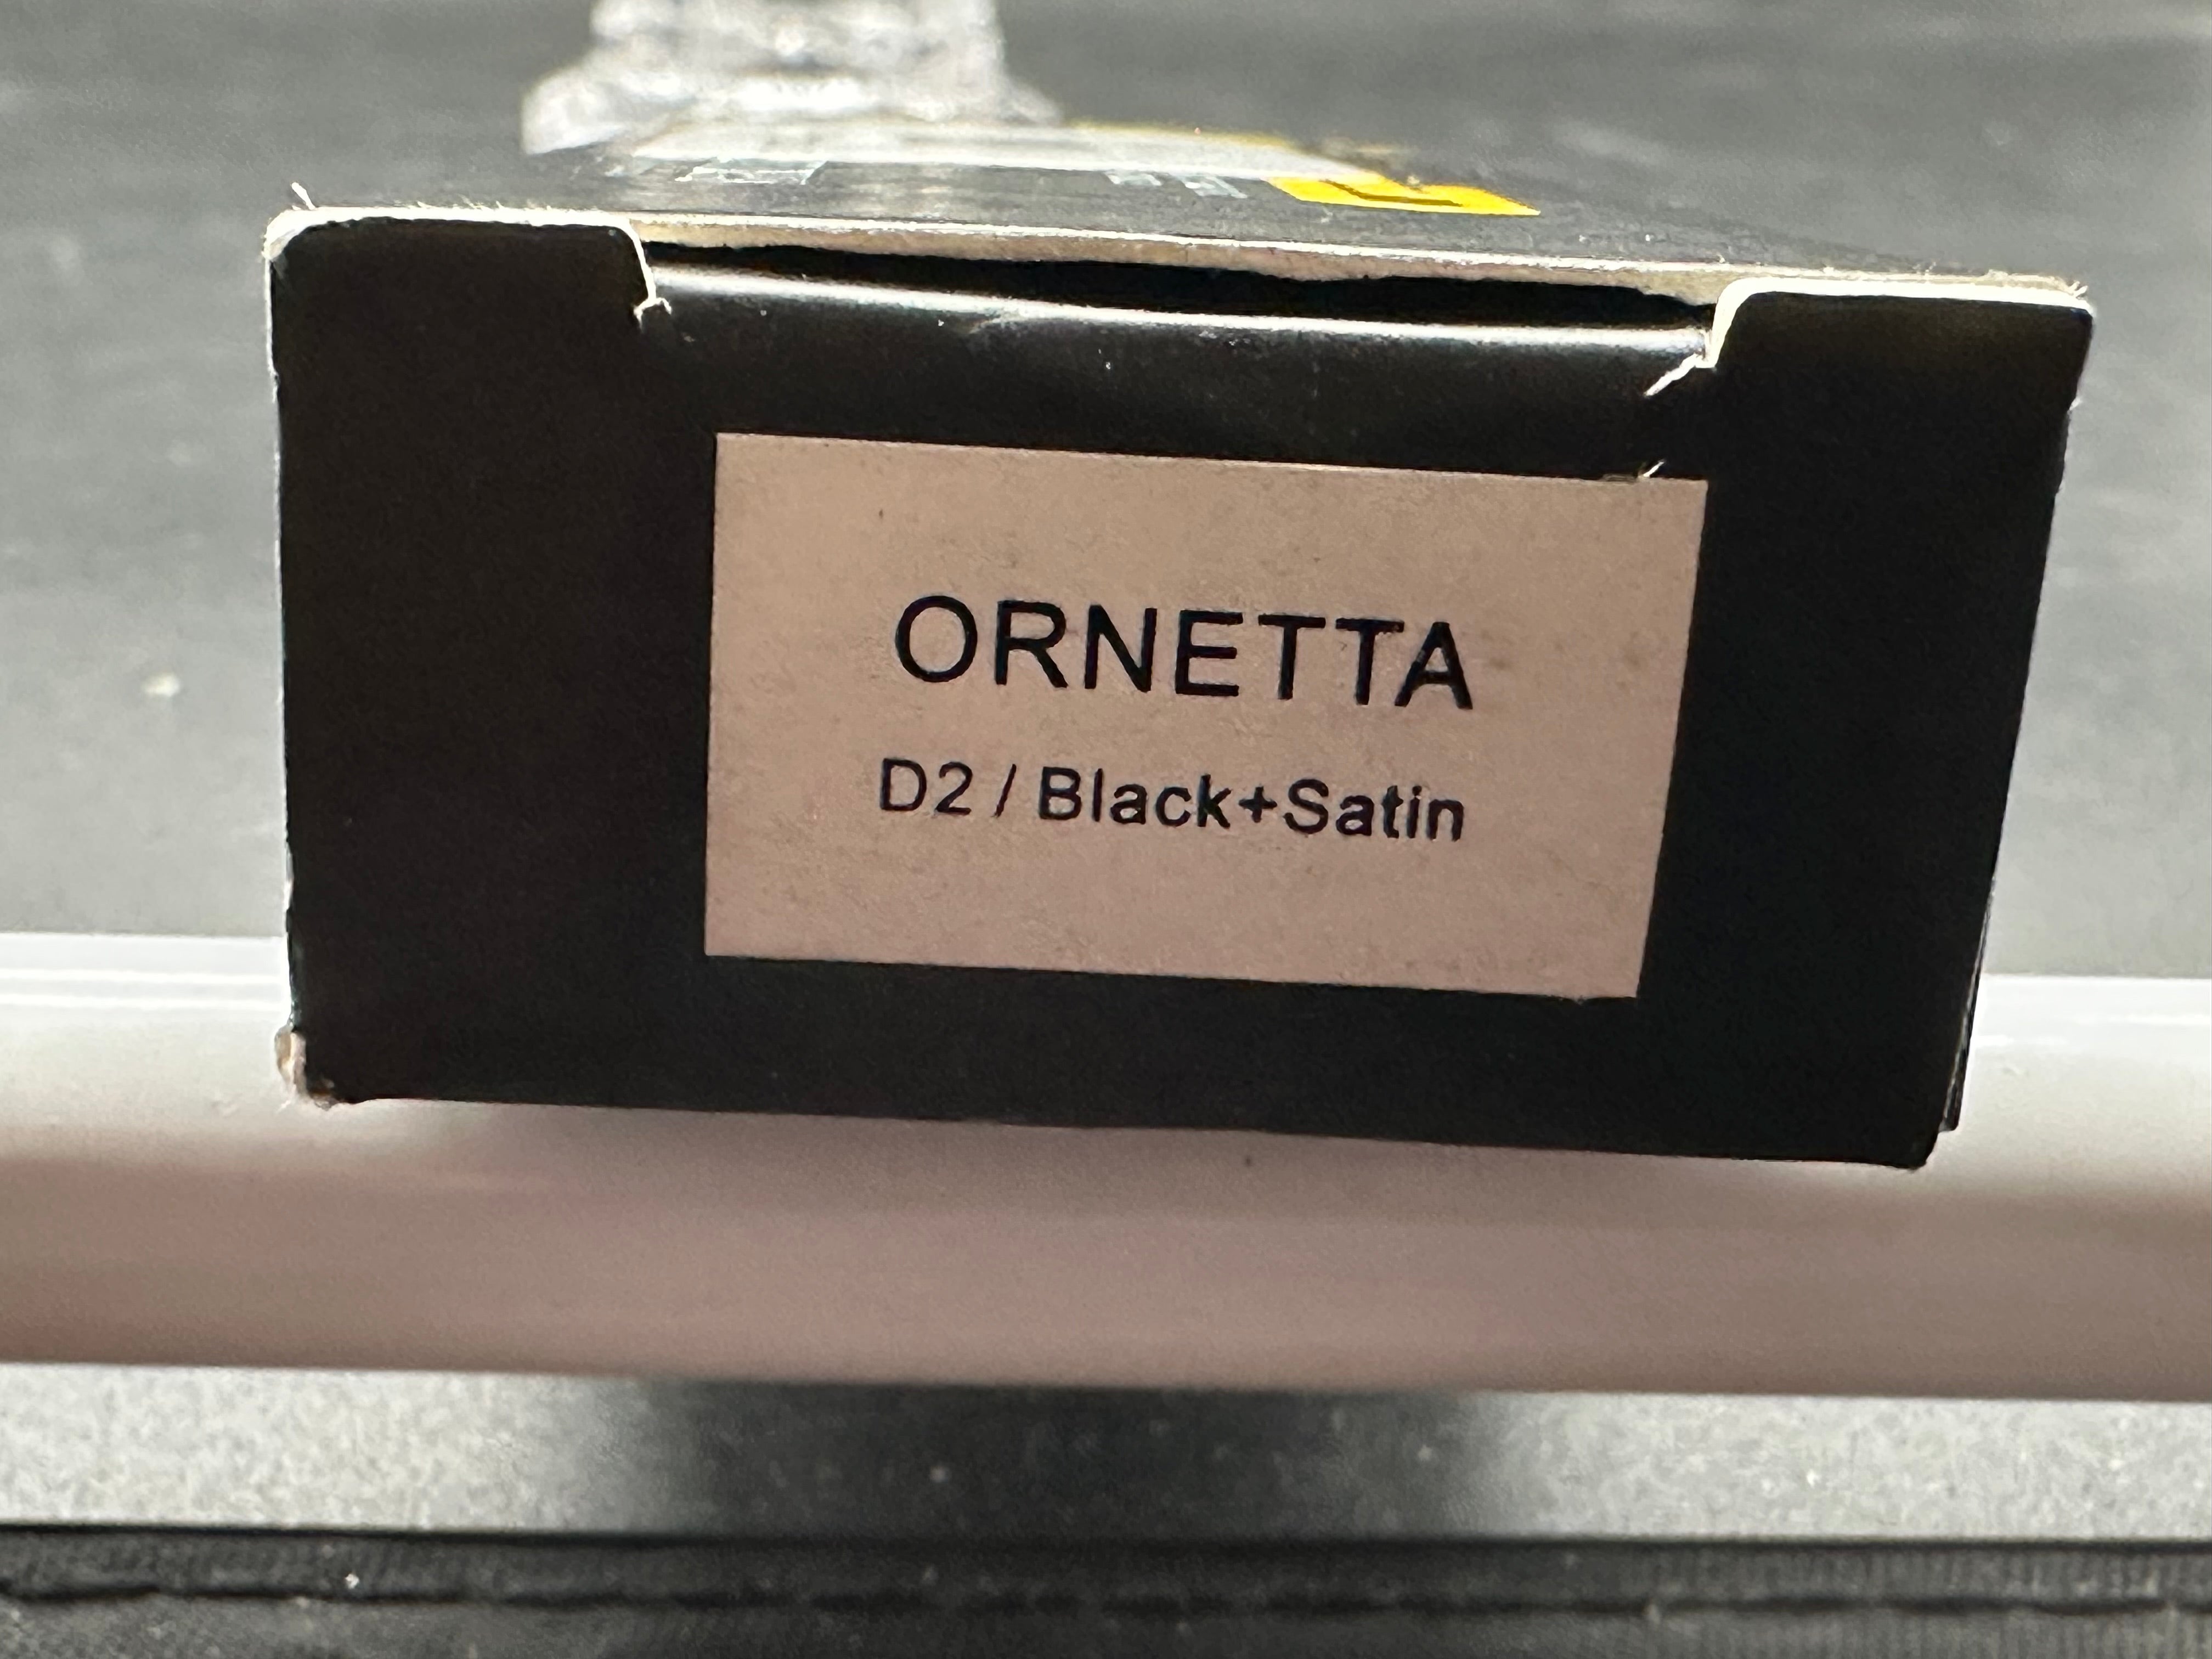 ORNETTA
D2 / Black+Satin